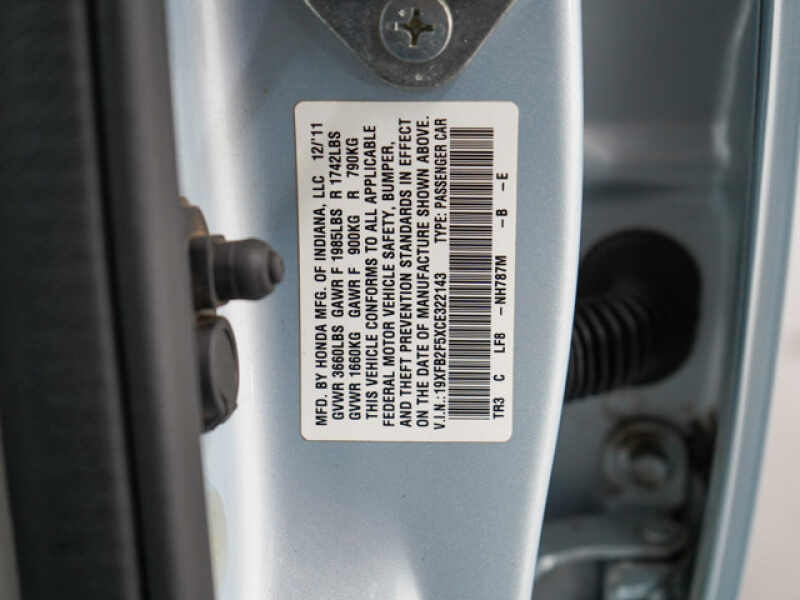 MFD. BY HONDA MFG. OF INDIANA, LLC 12/'11
GVWR 3660LBS GAWR F 1985LBS R 1742LBS
GVWR 1660KG GAWR F 900KG R 790KG
THIS VEHICLE CONFORMS TO ALL APPLICABLE
FEDERAL MOTOR VEHICLE SAFETY, BUMPER,
AND THEFT PREVENTION STANDARDS IN EFFECT
ON THE DATE OF MANUFACTURE SHOWN ABOVE.
V.I.N.:19XFB2F5XCE322143 TYPE: PASSENGER CAR
TR3 C LF8 -NH787M -B -E